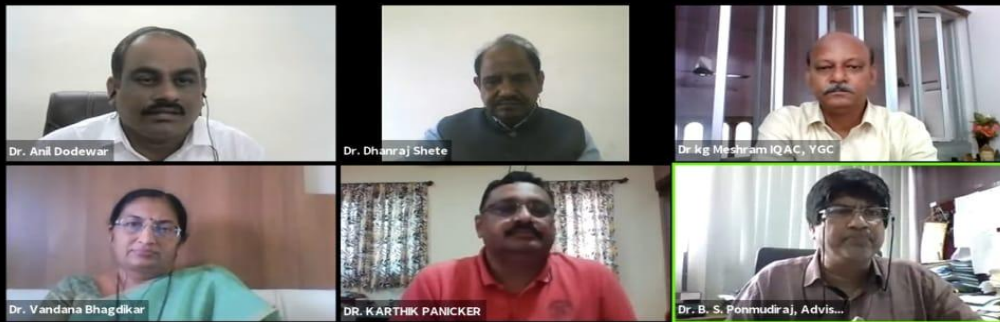 Dr. Anil Dodewar
Dr. Dhanraj Shete
Dr kg Meshram IQAC, YGC
Dr. Vandana Bhagdikar
DR. KARTHIK PANICKER
Dr. B. S. Ponmudiraj, Advis...